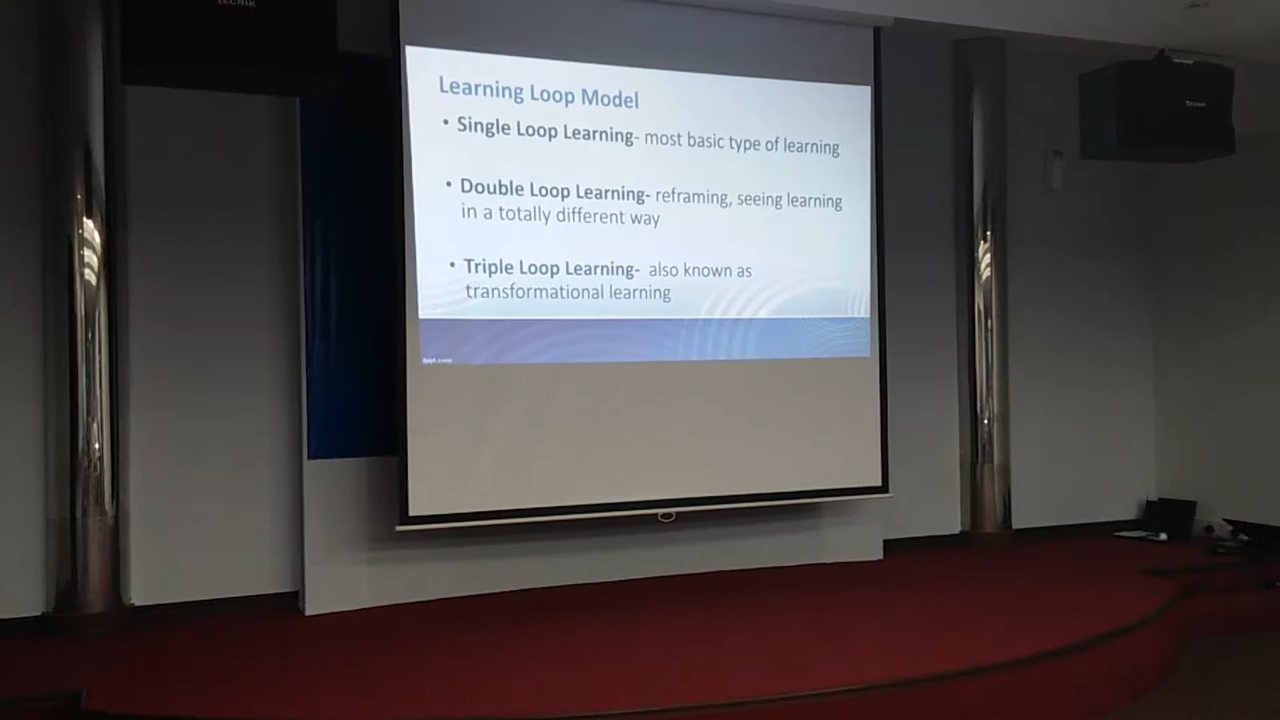 Learning Loop Model
• Single Loop Learning- most basic type of learning
• Double Loop Learning- reframing, seeing learning
in a totally different way
• Triple Loop Learning- also known as
transformational learning